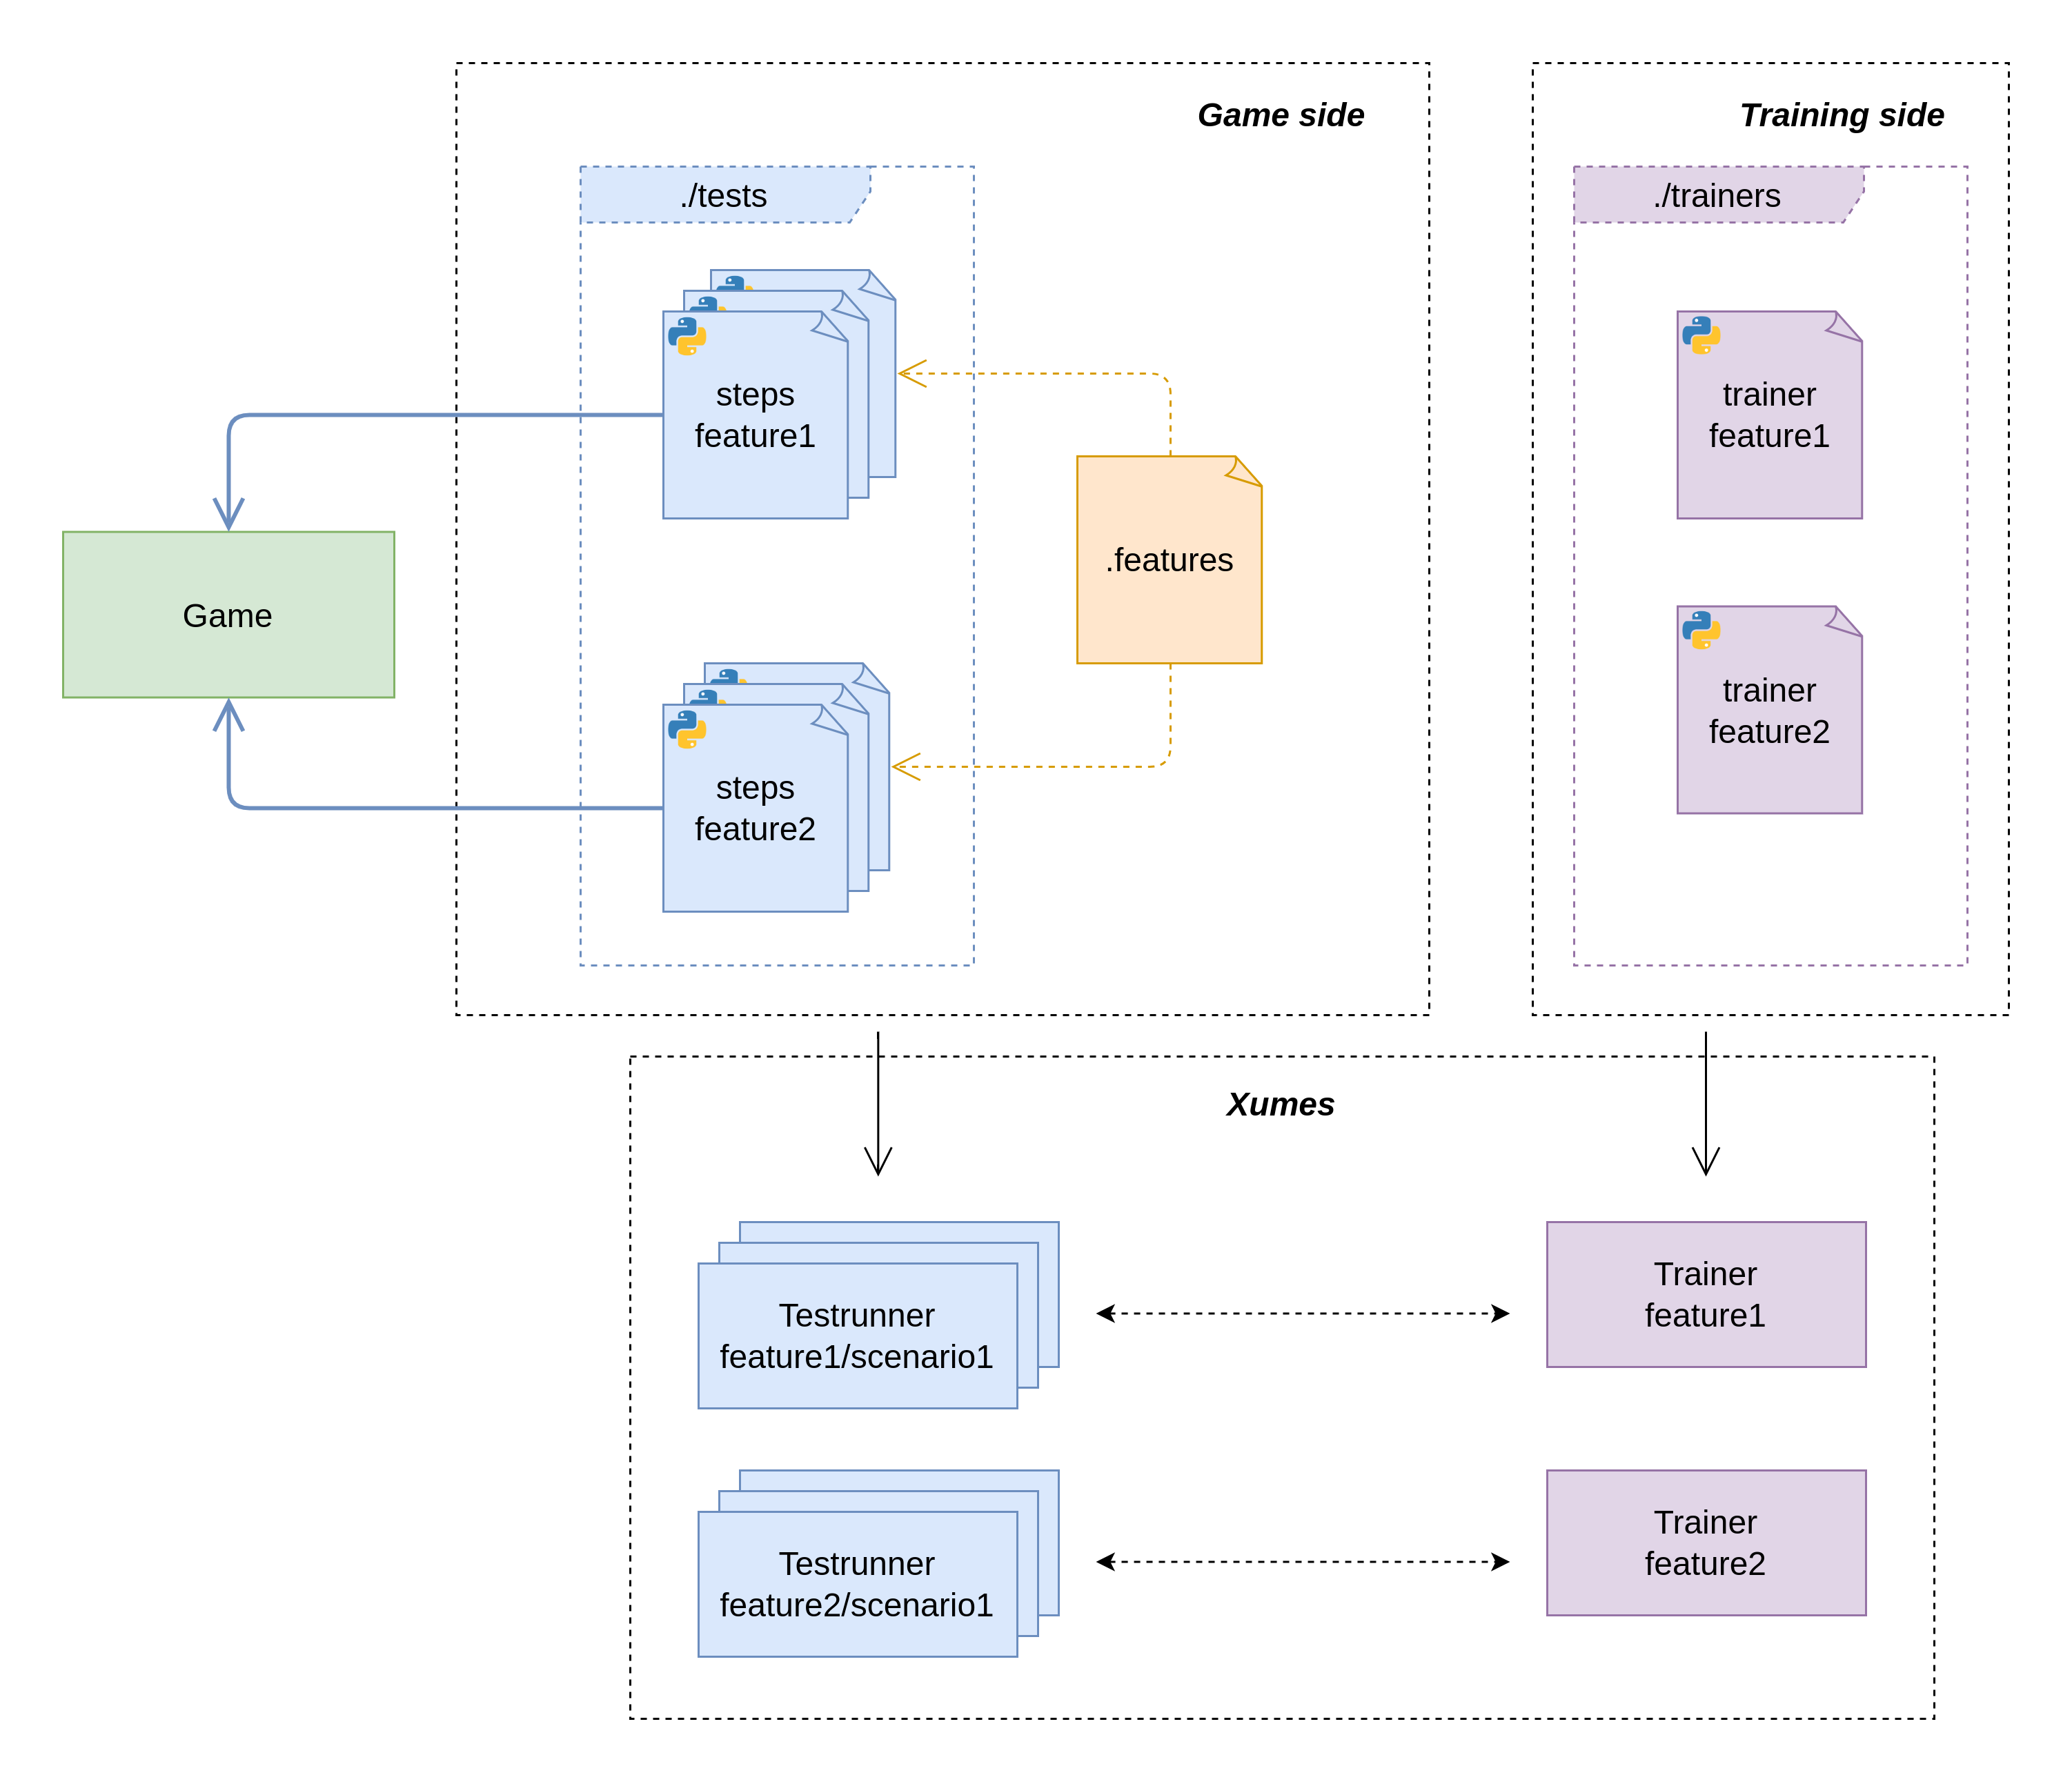 Game side
Training side
./tests
./trainers
steps
feature1
trainer
feature1
.features
Game
trainer
feature2
steps
feature2
Xumes
Testrunner
feature1/scenario1
Trainer
feature1
Testrunner
feature2/scenario1
Trainer
feature2